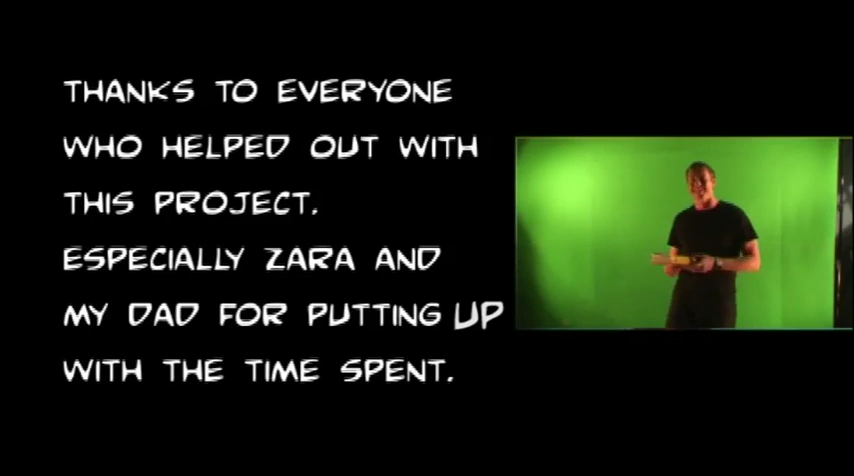 THANKS TO EVERYONE
WHO HELPED OUT WITH
THIS PROJECT.
ESPECIALLY ZARA AND
MY DAD FOR PUTTING UP
WITH THE TIME SPENT.